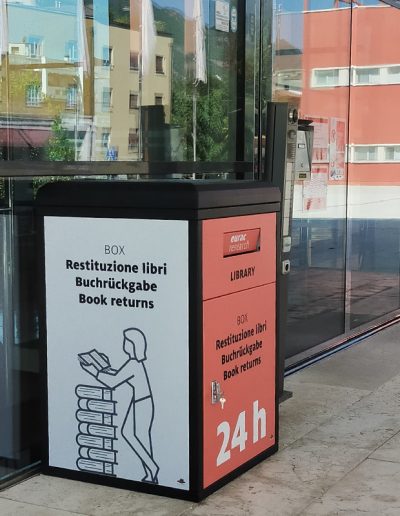 BOX
Restituzione libri
Buchrückgabe
Book returns
eurac
research
LIBRARY
BOX
Restituzione libri
Buchrückgabe
Book returns
24 h